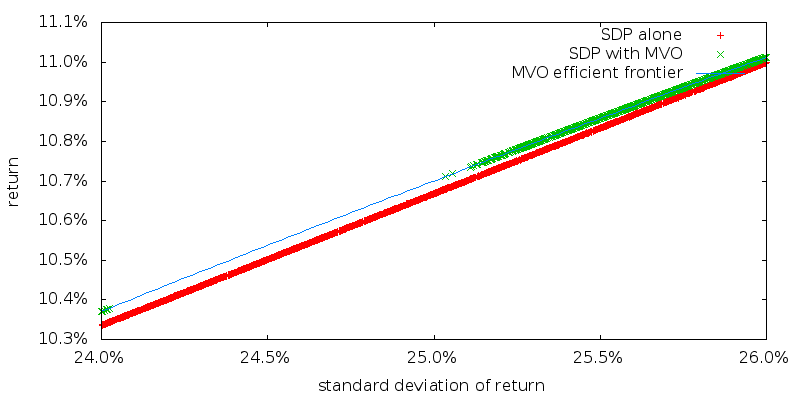 11.1%
11.0%
10.9%
10.8%
10.7%
10.6%
10.5%
10.4%
10.3%
return
SDP alone
SDP with MVO
MVO efficient frontier
24.0%
24.5%
25.0%
25.5%
26.0%
standard deviation of return